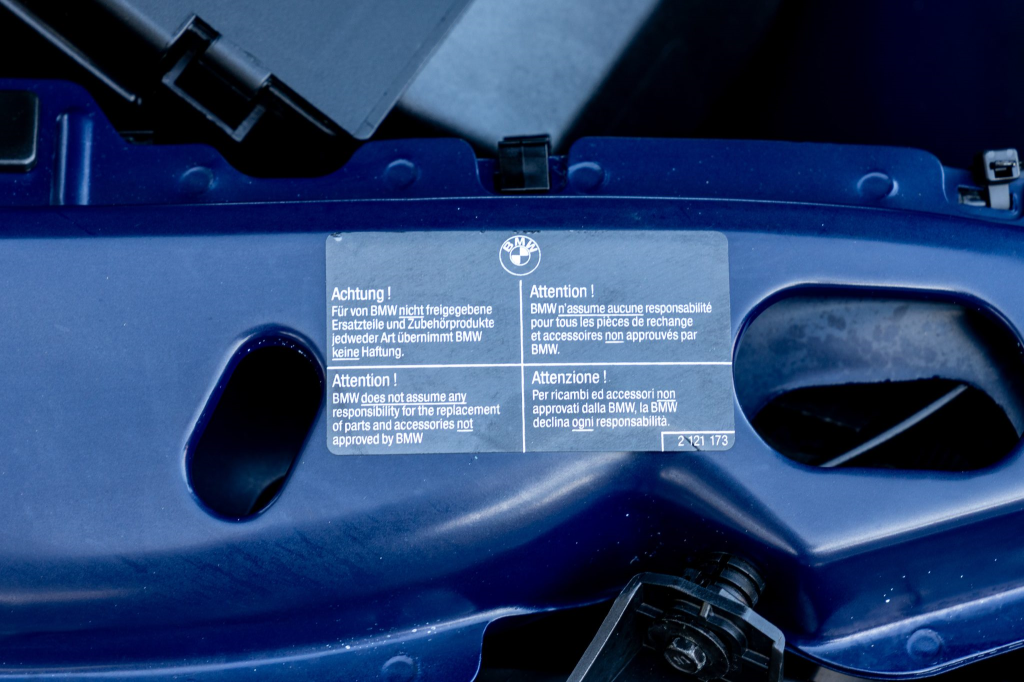 BMW
Achtung !
Für von BMW nicht freigegebene
Ersatzteile und Zubehörprodukte
jedweder Art übernimmt BMW
keine Haftung.
Attention !
BMW n'assume aucune responsabilité
pour tous les pièces de rechange
et accessoires non approuvés par
BMW.
Attention !
BMW does not assume any
responsibility for the replacement
of parts and accessories not
approved by BMW
Attenzione !
Per ricambi ed accessori non
approvati dalla BMW, la BMW
declina ogni responsabilità.
2 121 173